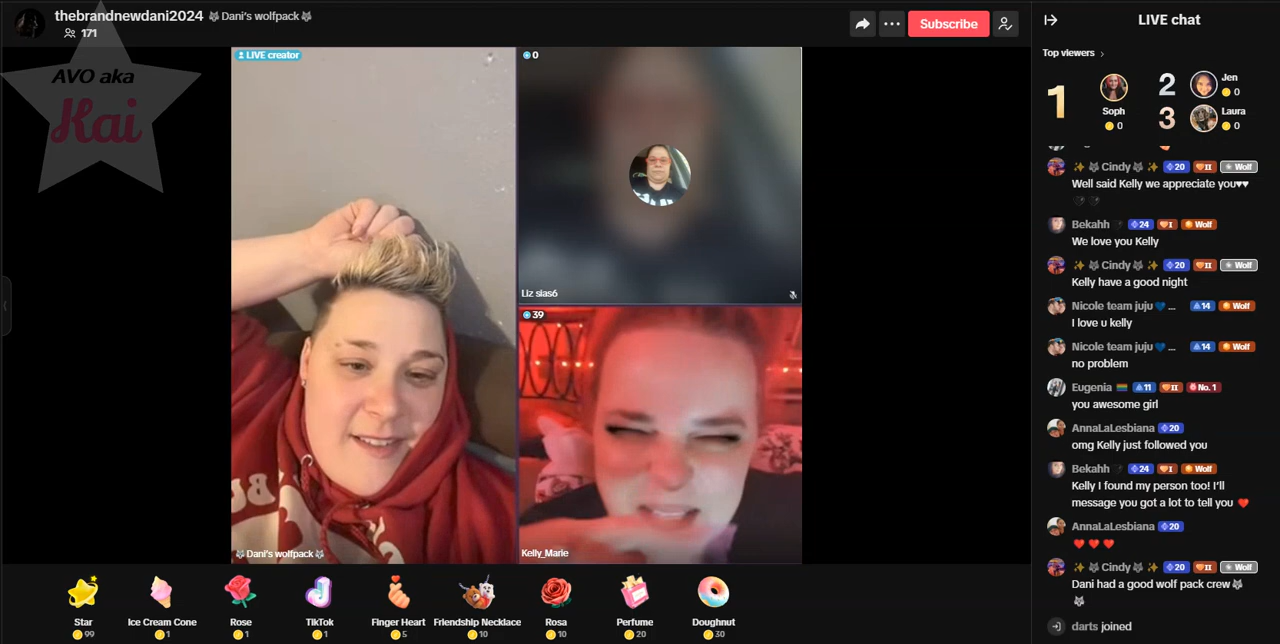 thebrandnewdani2024 🐺Dani's wolfpack🐺
171
Subscribe
AVO aka
Kai
LIVE creator
0
Liz sias6
39
🐺Dani's wolfpack🐺
Kelly_Marie
Star
99
Ice Cream Cone
1
Rose
1
TikTok
1
Finger Heart
5
Friendship Necklace
10
Rosa
10
Perfume
20
Doughnut
30
LIVE chat
Top viewers
1
Soph
0
2
Jen
0
3
Laura
0
✨🐺Cindy🐺✨ 20 II Wolf
Well said Kelly we appreciate you♥♥
Bekahh 24 I Wolf
We love you Kelly
✨🐺Cindy🐺✨ 20 II Wolf
Kelly have a good night
Nicole team juju💙... 14 Wolf
I love u kelly
Nicole team juju💙... 14 Wolf
no problem
Eugenia 🏳️‍🌈 11 II No. 1
you awesome girl
AnnaLaLesbiana 20
omg Kelly just followed you
Bekahh 24 I Wolf
Kelly I found my person too! I'll
message you got a lot to tell you ❤️
AnnaLaLesbiana 20
❤️❤️❤️
✨🐺Cindy🐺✨ 20 II Wolf
Dani had a good wolf pack crew🐺
🐺
darts joined